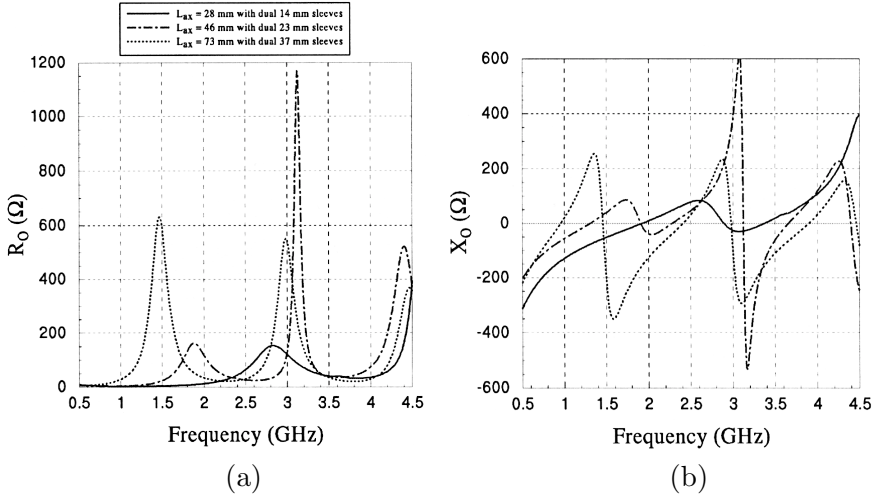 L_ax = 28 mm with dual 14 mm sleeves
L_ax = 46 mm with dual 23 mm sleeves
L_ax = 73 mm with dual 37 mm sleeves
1200
1000
800
600
400
200
0
R_O (Ω)
0.5 1 1.5 2 2.5 3 3.5 4 4.5
Frequency (GHz)
(a)
600
400
200
0
-200
-400
-600
X_O (Ω)
0.5 1 1.5 2 2.5 3 3.5 4 4.5
Frequency (GHz)
(b)